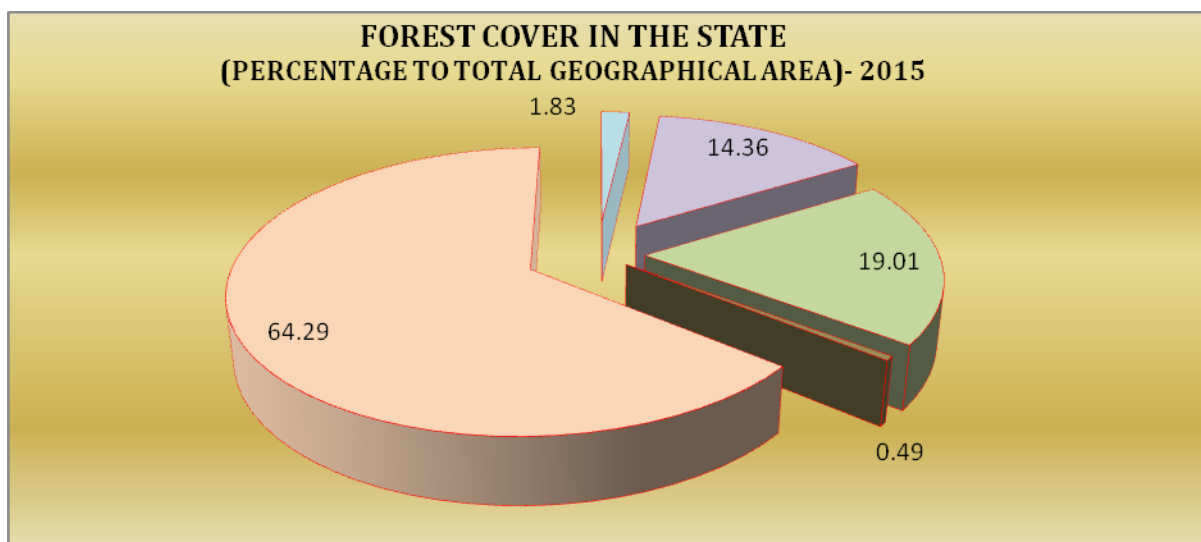 FOREST COVER IN THE STATE
(PERCENTAGE TO TOTAL GEOGRAPHICAL AREA)- 2015
1.83
14.36
19.01
64.29
0.49